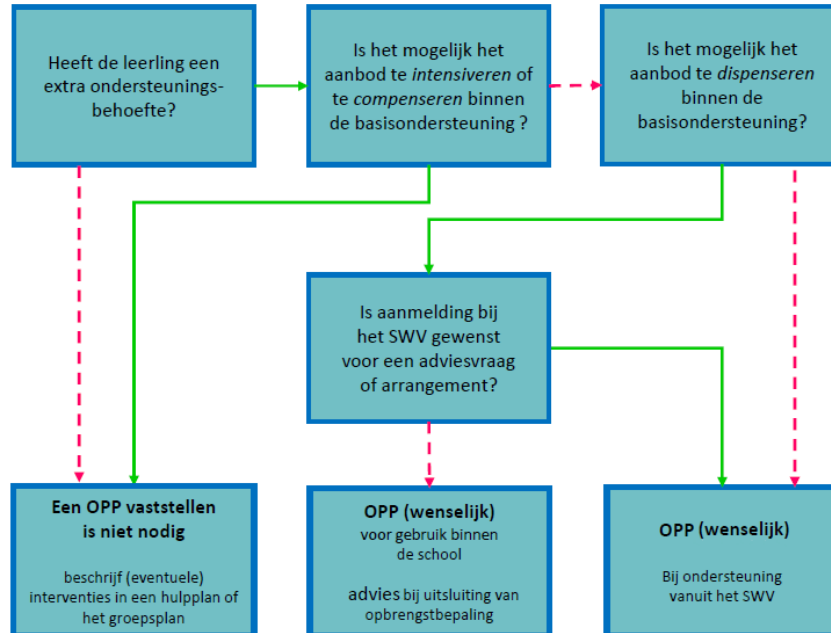 Heeft de leerling een
extra ondersteunings-
behoefte?
Is het mogelijk het
aanbod te intensiveren of
te compenseren binnen
de basisondersteuning ?
Is het mogelijk het
aanbod te dispenseren
binnen de
basisondersteuning?
Is aanmelding bij
het SWV gewenst
voor een adviesvraag
of arrangement?
Een OPP vaststellen
is niet nodig
beschrijf (eventuele)
interventies in een hulpplan of
het groepsplan
OPP (wenselijk)
voor gebruik binnen
de school
advies bij uitsluiting van
opbrengstbepaling
OPP (wenselijk)
Bij ondersteuning
vanuit het SWV